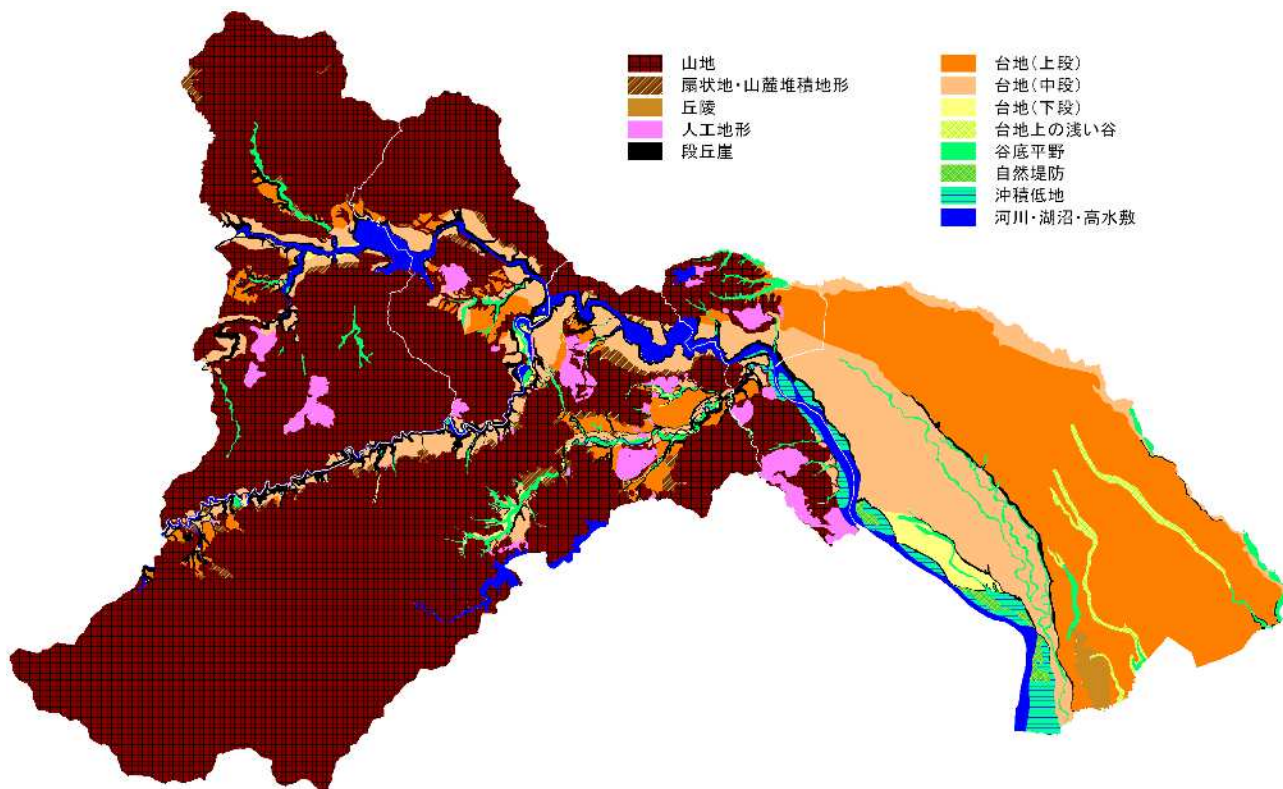 山地
扇状地・山麓堆積地形
丘陵
人工地形
段丘崖
台地(上段)
台地(中段)
台地(下段)
台地上の浅い谷
谷底平野
自然堤防
沖積低地
河川・湖沼・高水敷